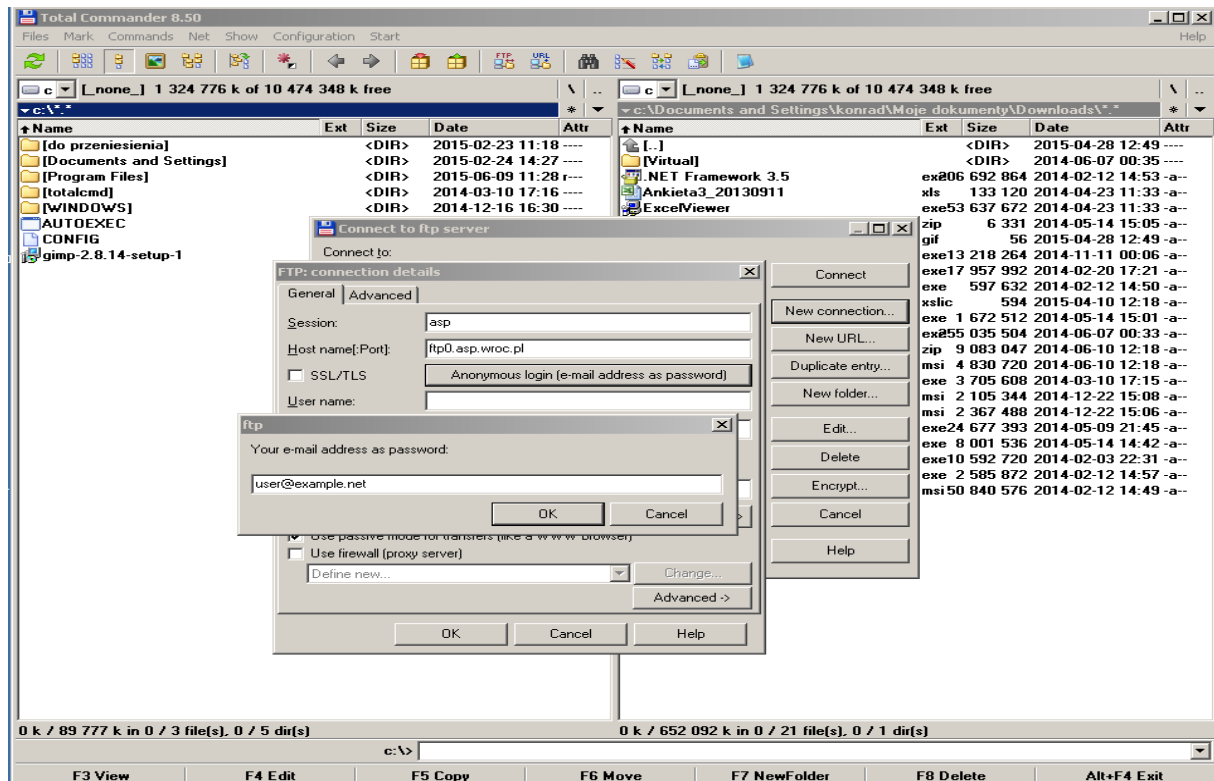 Total Commander 8.50
Files Mark Commands Net Show Configuration Start Help
FTP URL
c [_none_] 1 324 776 k of 10 474 348 k free \ ..
c:\*.* * 
Name Ext Size Date Attr
[do przeniesienia] <DIR> 2015-02-23 11:18 ----
[Documents and Settings] <DIR> 2015-02-24 14:27 ----
[Program Files] <DIR> 2015-06-09 11:28 r---
[totalcmd] <DIR> 2014-03-10 17:16 ----
[WINDOWS] <DIR> 2014-12-16 16:30 ----
AUTOEXEC
CONFIG
gimp-2.8.14-setup-1
c [_none_] 1 324 776 k of 10 474 348 k free \ ..
c:\Documents and Settings\konrad\Moje dokumenty\Downloads\*.* *
Name Ext Size Date Attr
[..] <DIR> 2015-04-28 12:49 ----
[Virtual] <DIR> 2014-06-07 00:35 ----
.NET Framework 3.5 ex206 692 864 2014-02-12 14:53 -a--
Ankieta3_20130911 xls 133 120 2014-04-23 11:33 -a--
ExcelViewer exe53 637 672 2014-04-23 11:33 -a--
zip 6 331 2014-05-14 15:05 -a--
gif 56 2015-04-28 12:49 -a--
exe13 218 264 2014-11-11 00:06 -a--
exe17 957 992 2014-02-20 17:21 -a--
exe 597 632 2014-02-12 14:50 -a--
xslic 594 2015-04-10 12:18 -a--
exe 1 672 512 2014-05-14 15:01 -a--
ex255 035 504 2014-06-07 00:33 -a--
zip 9 083 047 2014-06-10 12:18 -a--
msi 4 830 720 2014-06-10 12:18 -a--
exe 3 705 608 2014-03-10 17:15 -a--
msi 2 105 344 2014-12-22 15:08 -a--
msi 2 367 488 2014-12-22 15:06 -a--
exe24 677 393 2014-05-09 21:45 -a--
exe 8 001 536 2014-05-14 14:42 -a--
exe10 592 720 2014-02-03 22:31 -a--
exe 2 585 872 2014-02-12 14:57 -a--
msi50 840 576 2014-02-12 14:49 -a--
Connect to ftp server
Connect to:
Connect
New connection...
New URL...
Duplicate entry...
New folder...
Edit...
Delete
Encrypt...
Cancel
Help
FTP: connection details
General Advanced
Session: asp
Host name[:Port]: ftp0.asp.wroc.pl
SSL/TLS Anonymous login (e-mail address as password)
User name:
ftp
Your e-mail address as password:
user@example.net
OK Cancel
Use passive mode for transfers (like a WWW browser)
Use firewall (proxy server)
Define new... Change...
Advanced ->
OK Cancel Help
0 k / 89 777 k in 0 / 3 file(s), 0 / 5 dir(s)
0 k / 652 092 k in 0 / 21 file(s), 0 / 1 dir(s)
c:\>
F3 View F4 Edit F5 Copy F6 Move F7 NewFolder F8 Delete Alt+F4 Exit